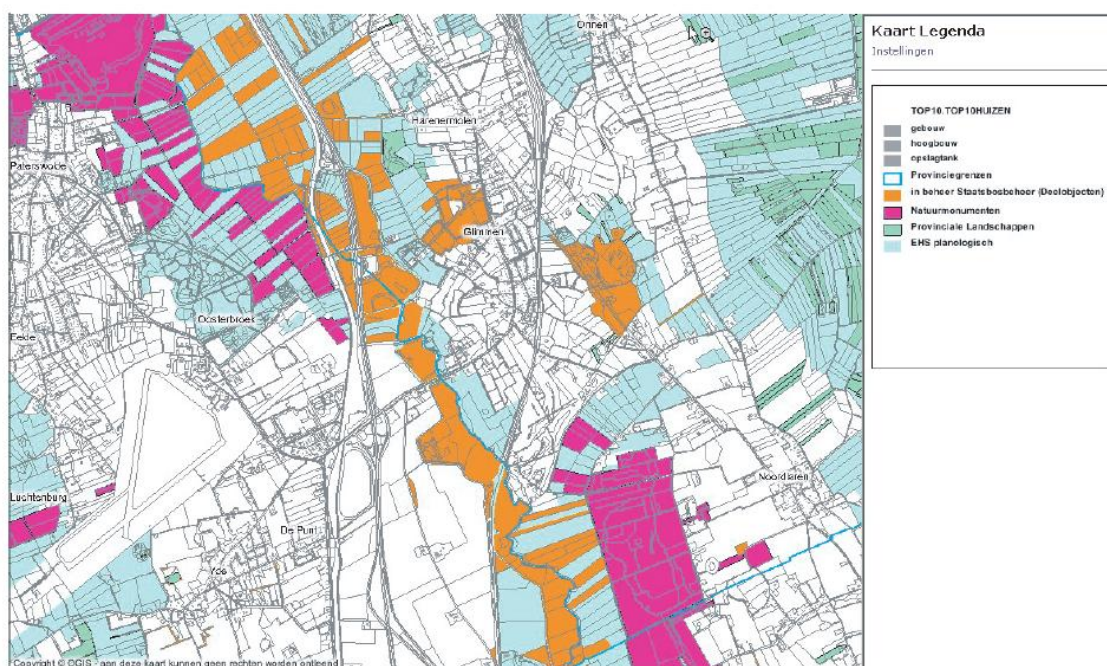 Onnen
Harenermolen
Paterswolde
Glimmen
Oosterbroek
Eelde
Luchtenburg
De Punt
Yde
Noordlaren
Copyright © DGIS - aan deze kaart kunnen geen rechten worden ontleend
Kaart Legenda
Instellingen
TOP10.TOP10HUIZEN
gebouw
hoogbouw
opslagtank
Provinciegrenzen
in beheer Staatsbosbeheer (Deelobjecten)
Natuurmonumenten
Provinciale Landschappen
EHS planologisch